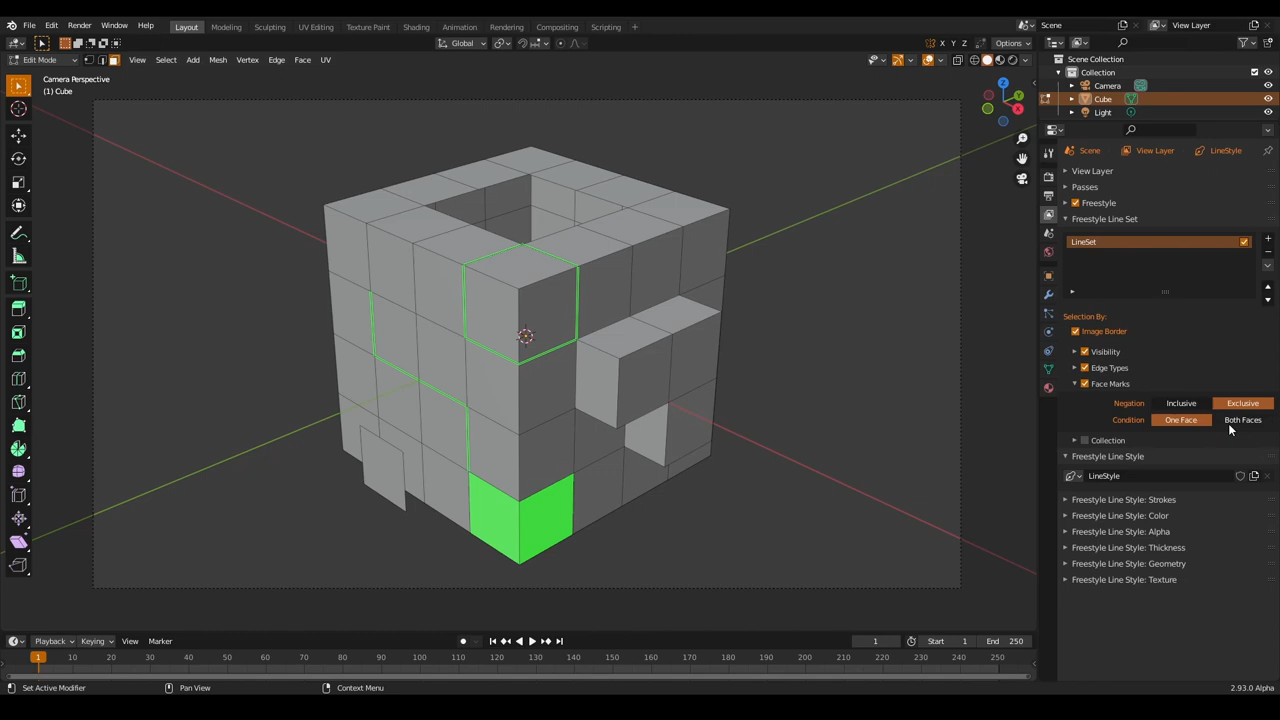 File Edit Render Window Help Layout Modeling Sculpting UV Editing Texture Paint Shading Animation Rendering Compositing Scripting Scene View Layer
Global X Y Z Options
Edit Mode View Select Add Mesh Vertex Edge Face UV
Camera Perspective
(1) Cube
Z
Y
X
Scene Collection
Collection
Camera
Cube
Light
Scene View Layer LineStyle
View Layer
Passes
Freestyle
Freestyle Line Set
LineSet
Selection By:
Image Border
Visibility
Edge Types
Face Marks
Negation Inclusive Exclusive
Condition One Face Both Faces
Collection
Freestyle Line Style
LineStyle
Freestyle Line Style: Strokes
Freestyle Line Style: Color
Freestyle Line Style: Alpha
Freestyle Line Style: Thickness
Freestyle Line Style: Geometry
Freestyle Line Style: Texture
Playback Keying View Marker 1 Start 1 End 250
1 10 20 30 40 50 60 70 80 90 100 110 120 130 140 150 160 170 180 190 200 210 220 230 240 250
Set Active Modifier Pan View Context Menu 2.93.0 Alpha